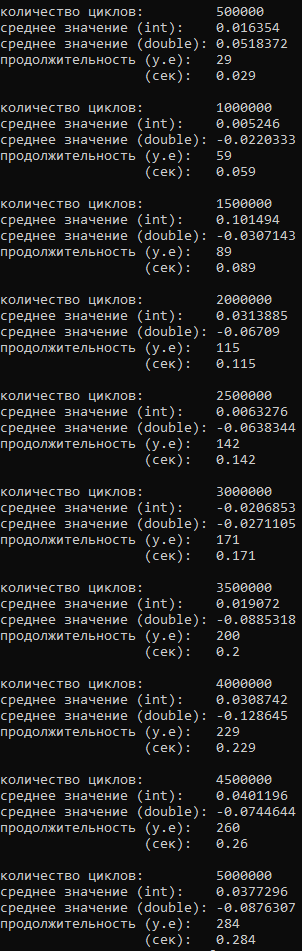 количество циклов: 500000
среднее значение (int): 0.016354
среднее значение (double): 0.0518372
продолжительность (у.е): 29
(сек): 0.029
количество циклов: 1000000
среднее значение (int): 0.005246
среднее значение (double): -0.0220333
продолжительность (у.е): 59
(сек): 0.059
количество циклов: 1500000
среднее значение (int): 0.101494
среднее значение (double): -0.0307143
продолжительность (у.е): 89
(сек): 0.089
количество циклов: 2000000
среднее значение (int): 0.0313885
среднее значение (double): -0.06709
продолжительность (у.е): 115
(сек): 0.115
количество циклов: 2500000
среднее значение (int): 0.0063276
среднее значение (double): -0.0638344
продолжительность (у.е): 142
(сек): 0.142
количество циклов: 3000000
среднее значение (int): -0.0206853
среднее значение (double): -0.0271105
продолжительность (у.е): 171
(сек): 0.171
количество циклов: 3500000
среднее значение (int): 0.019072
среднее значение (double): -0.0885318
продолжительность (у.е): 200
(сек): 0.2
количество циклов: 4000000
среднее значение (int): 0.0308742
среднее значение (double): -0.128645
продолжительность (у.е): 229
(сек): 0.229
количество циклов: 4500000
среднее значение (int): 0.0401196
среднее значение (double): -0.0744644
продолжительность (у.е): 260
(сек): 0.26
количество циклов: 5000000
среднее значение (int): 0.0377296
среднее значение (double): -0.0876307
продолжительность (у.е): 284
(сек): 0.284